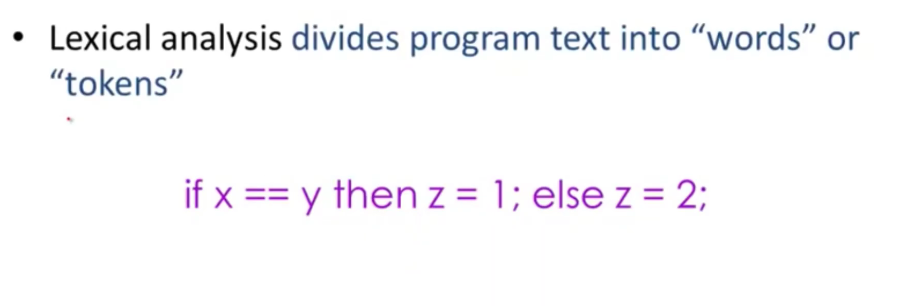 • Lexical analysis divides program text into “words” or
“tokens”
if x == y then z = 1; else z = 2;